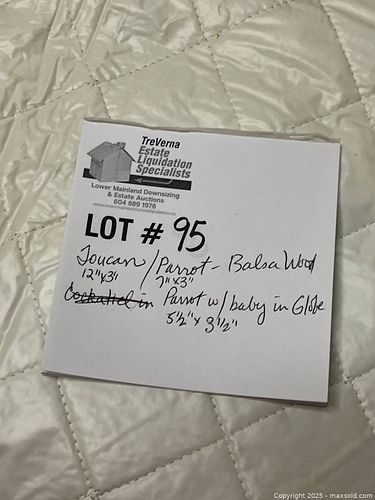 TreVerna
Estate
Liquidation
Specialists
Lower Mainland Downsizing
& Estate Auctions
604 889 1976
LOT # 95
Toucan / Parrot - Balsa Wood
12"x3" 7"x3"
Cockatiel in Parrot w/ baby in Globe
5½" x 3½"
Copyright 2025 - maxsold.com